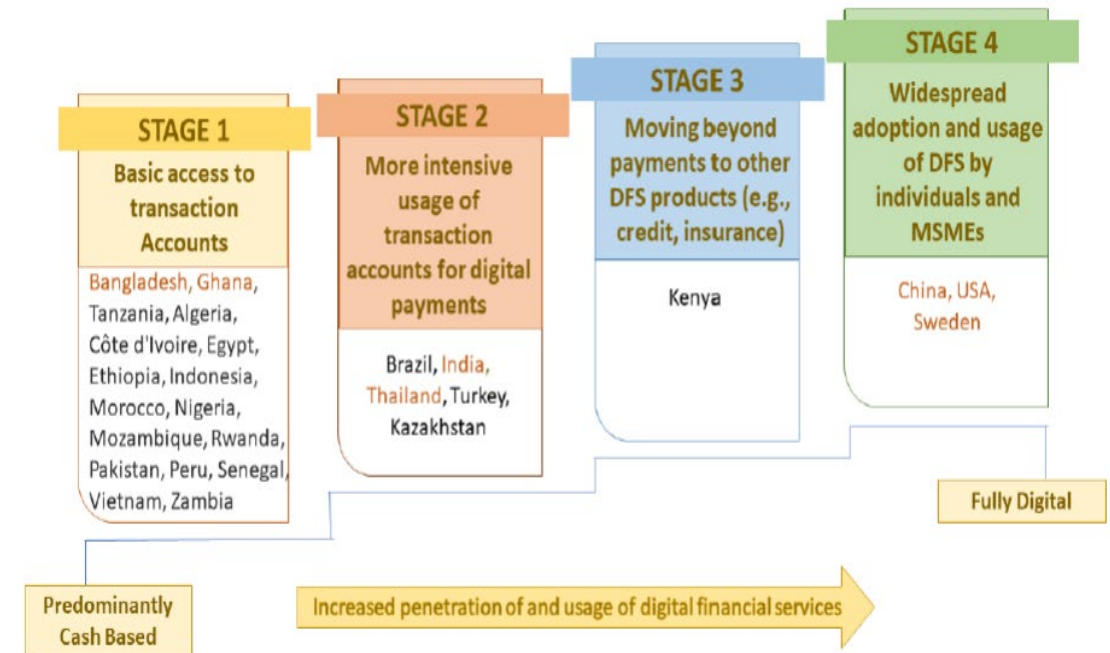 STAGE 1
Basic access to
transaction
Accounts
Bangladesh, Ghana,
Tanzania, Algeria,
Côte d'Ivoire, Egypt,
Ethiopia, Indonesia,
Morocco, Nigeria,
Mozambique, Rwanda,
Pakistan, Peru, Senegal,
Vietnam, Zambia
STAGE 2
More intensive
usage of
transaction
accounts for digital
payments
Brazil, India,
Thailand, Turkey,
Kazakhstan
STAGE 3
Moving beyond
payments to other
DFS products (e.g.,
credit, insurance)
Kenya
STAGE 4
Widespread
adoption and usage
of DFS by
individuals and
MSMEs
China, USA,
Sweden
Fully Digital
Predominantly
Cash Based
Increased penetration of and usage of digital financial services